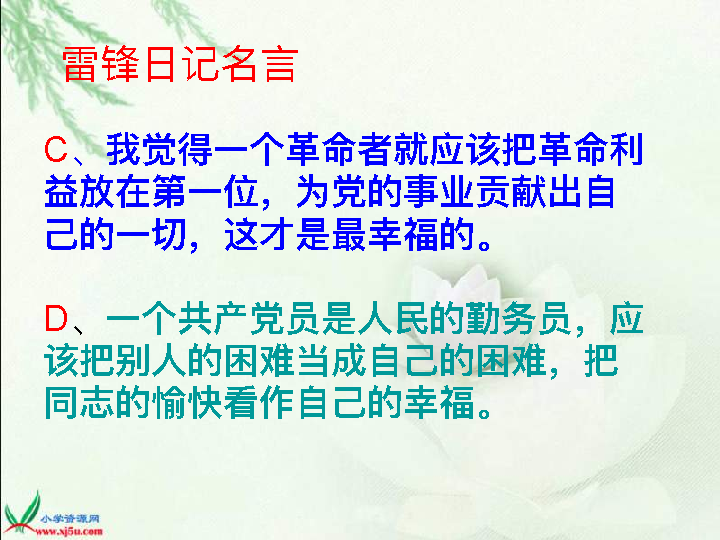 雷锋日记名言
C、我觉得一个革命者就应该把革命利
益放在第一位，为党的事业贡献出自
己的一切，这才是最幸福的。
D、一个共产党员是人民的勤务员，应
该把别人的困难当成自己的困难，把
同志的愉快看作自己的幸福。
小学资源网
www.xj5u.com